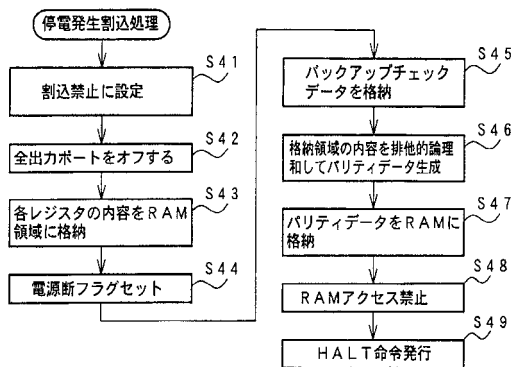 停電発生割込処理
S41
割込禁止に設定
S42
全出力ポートをオフする
S43
各レジスタの内容をRAM
領域に格納
S44
電源断フラグセット
S45
バックアップチェック
データを格納
S46
格納領域の内容を排他的論理
和してパリティデータ生成
S47
パリティデータをRAMに
格納
S48
RAMアクセス禁止
S49
HALT命令発行